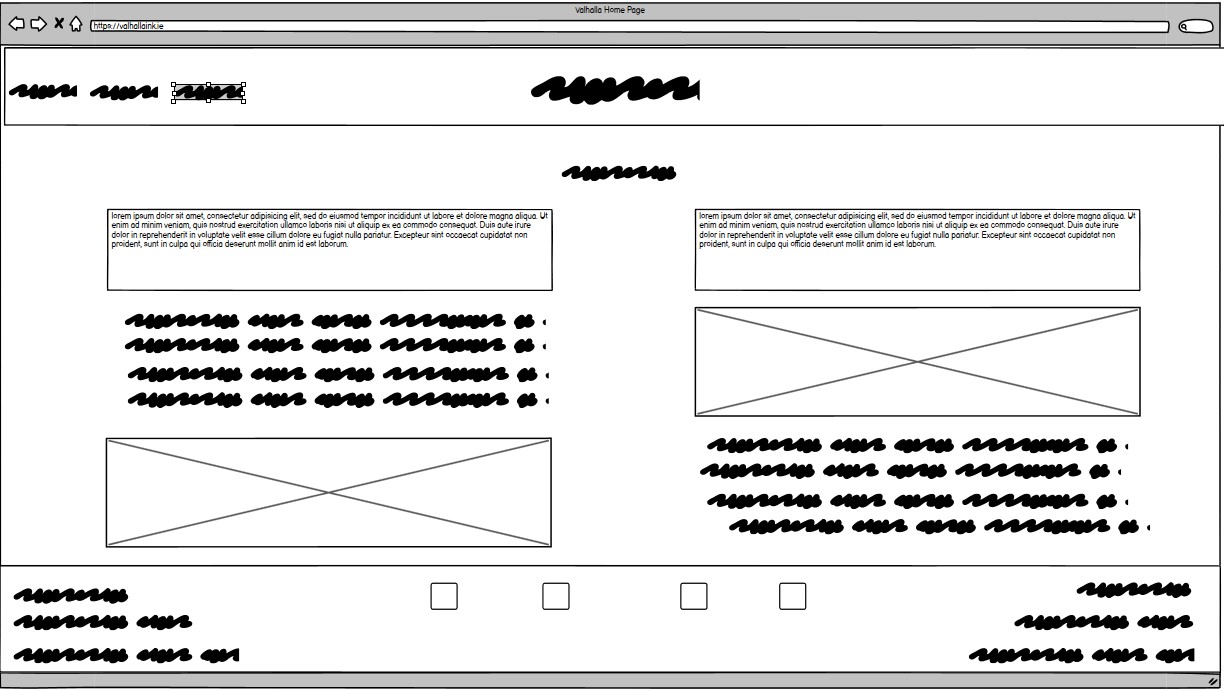 Valhalla Home Page
https://valhallaink.ie
lorem ipsum dolor sit amet, consectetur adipisicing elit, sed do eiusmod tempor incididunt ut labore et dolore magna aliqua. Ut
enim ad minim veniam, quis nostrud exercitation ullamco laboris nisi ut aliquip ex ea commodo consequat. Duis aute irure
dolor in reprehenderit in voluptate velit esse cillum dolore eu fugiat nulla pariatur. Excepteur sint occaecat cupidatat non
proident, sunt in culpa qui officia deserunt mollit anim id est laborum.
lorem ipsum dolor sit amet, consectetur adipisicing elit, sed do eiusmod tempor incididunt ut labore et dolore magna aliqua. Ut
enim ad minim veniam, quis nostrud exercitation ullamco laboris nisi ut aliquip ex ea commodo consequat. Duis aute irure
dolor in reprehenderit in voluptate velit esse cillum dolore eu fugiat nulla pariatur. Excepteur sint occaecat cupidatat non
proident, sunt in culpa qui officia deserunt mollit anim id est laborum.